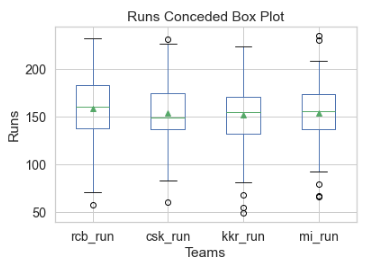 Runs Conceded Box Plot
Runs
200
150
100
50
rcb_run csk_run kkr_run mi_run
Teams